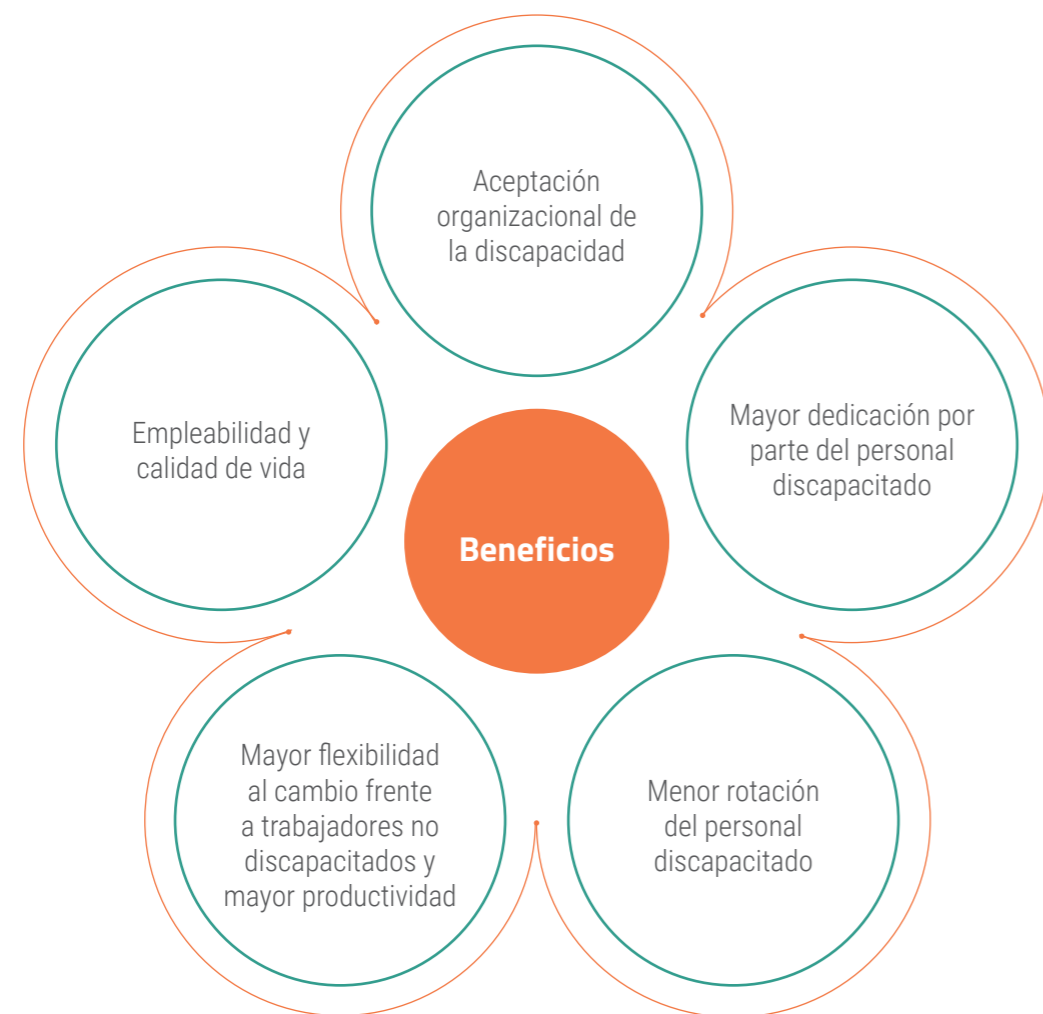 Aceptación
organizacional de
la discapacidad
Mayor dedicación por
parte del personal
discapacitado
Menor rotación
del personal
discapacitado
Mayor flexibilidad
al cambio frente
a trabajadores no
discapacitados y
mayor productividad
Empleabilidad y
calidad de vida
Beneficios